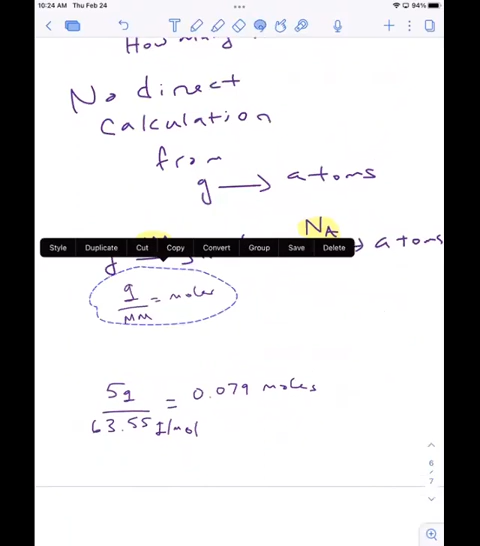 10:24 AM Thu Feb 24
94%
No direct
Calculation
from
g → atoms
NA
Style Duplicate Cut Copy Convert Group Save Delete
→ atoms
g
g/MM = moles
5g/63.55 g/mol = 0.079 moles
6
/
7